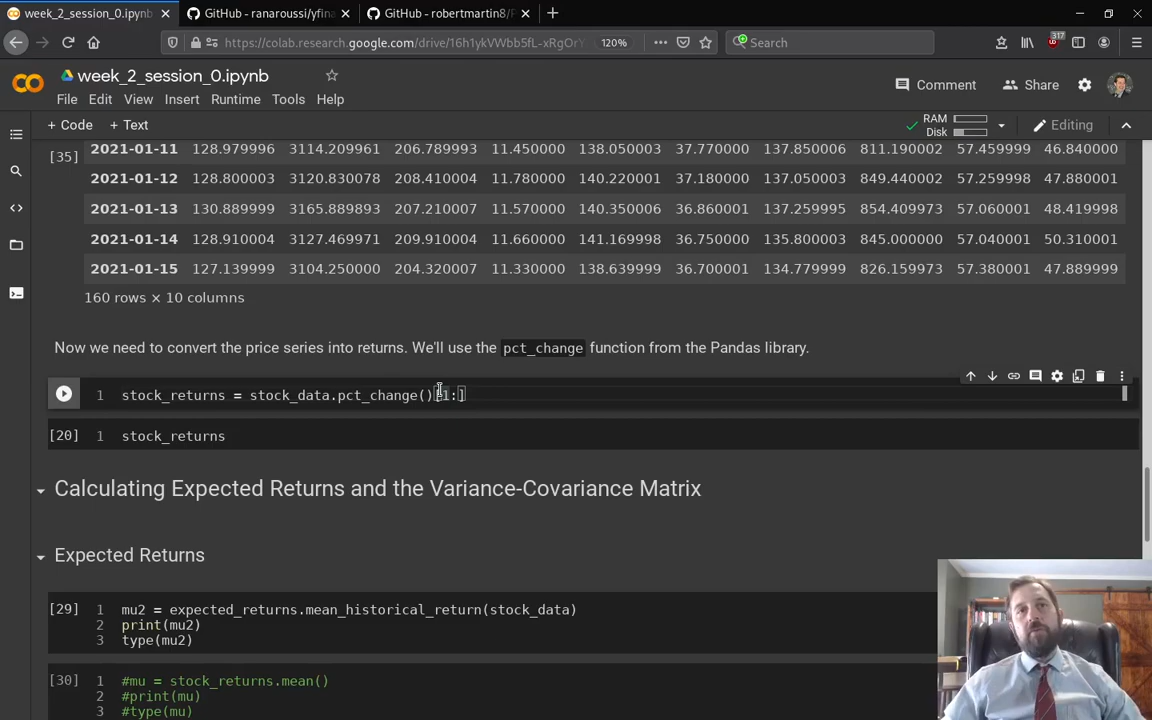 week_2_session_0.ipynb
GitHub - ranaroussi/yfina
GitHub - robertmartin8/P
https://colab.research.google.com/drive/16h1ykVWbb5fL-xRgOrY
120%
Search
317
week_2_session_0.ipynb
Comment
Share
File Edit View Insert Runtime Tools Help
+ Code + Text
RAM
Disk
Editing
[35]
2021-01-11 128.979996 3114.209961 206.789993 11.450000 138.050003 37.770000 137.850006 811.190002 57.459999 46.840000
2021-01-12 128.800003 3120.830078 208.410004 11.780000 140.220001 37.180000 137.050003 849.440002 57.259998 47.880001
2021-01-13 130.889999 3165.889893 207.210007 11.570000 140.350006 36.860001 137.259995 854.409973 57.060001 48.419998
2021-01-14 128.910004 3127.469971 209.910004 11.660000 141.169998 36.750000 135.800003 845.000000 57.040001 50.310001
2021-01-15 127.139999 3104.250000 204.320007 11.330000 138.639999 36.700001 134.779999 826.159973 57.380001 47.889999
160 rows × 10 columns
Now we need to convert the price series into returns. We'll use the pct_change function from the Pandas library.
1 stock_returns = stock_data.pct_change()[1:]
[20] 1 stock_returns
Calculating Expected Returns and the Variance-Covariance Matrix
Expected Returns
[29] 1 mu2 = expected_returns.mean_historical_return(stock_data)
2 print(mu2)
3 type(mu2)
[30] 1 #mu = stock_returns.mean()
2 #print(mu)
3 #type(mu)